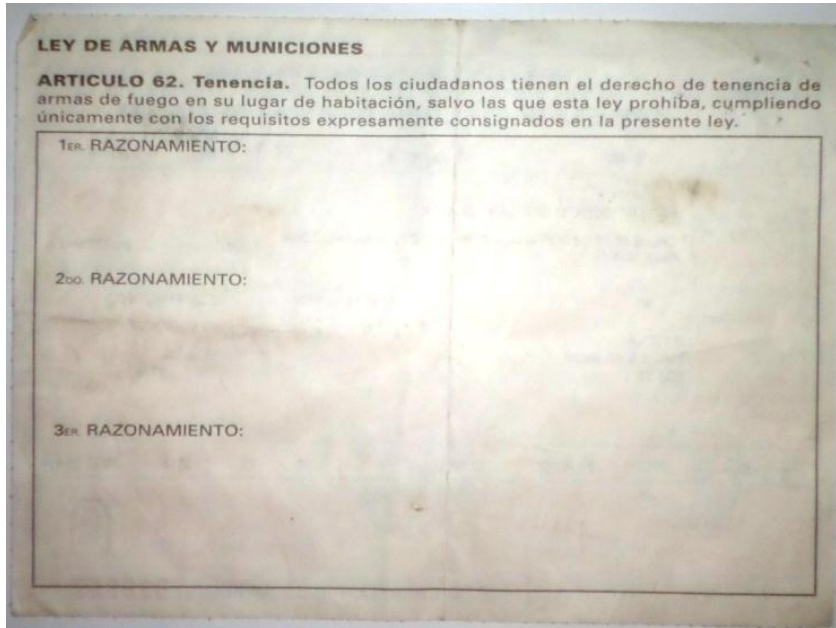 LEY DE ARMAS Y MUNICIONES
ARTICULO 62. Tenencia. Todos los ciudadanos tienen el derecho de tenencia de
armas de fuego en su lugar de habitación, salvo las que esta ley prohiba, cumpliendo
únicamente con los requisitos expresamente consignados en la presente ley.
1ER. RAZONAMIENTO:
2DO. RAZONAMIENTO:
3ER. RAZONAMIENTO: